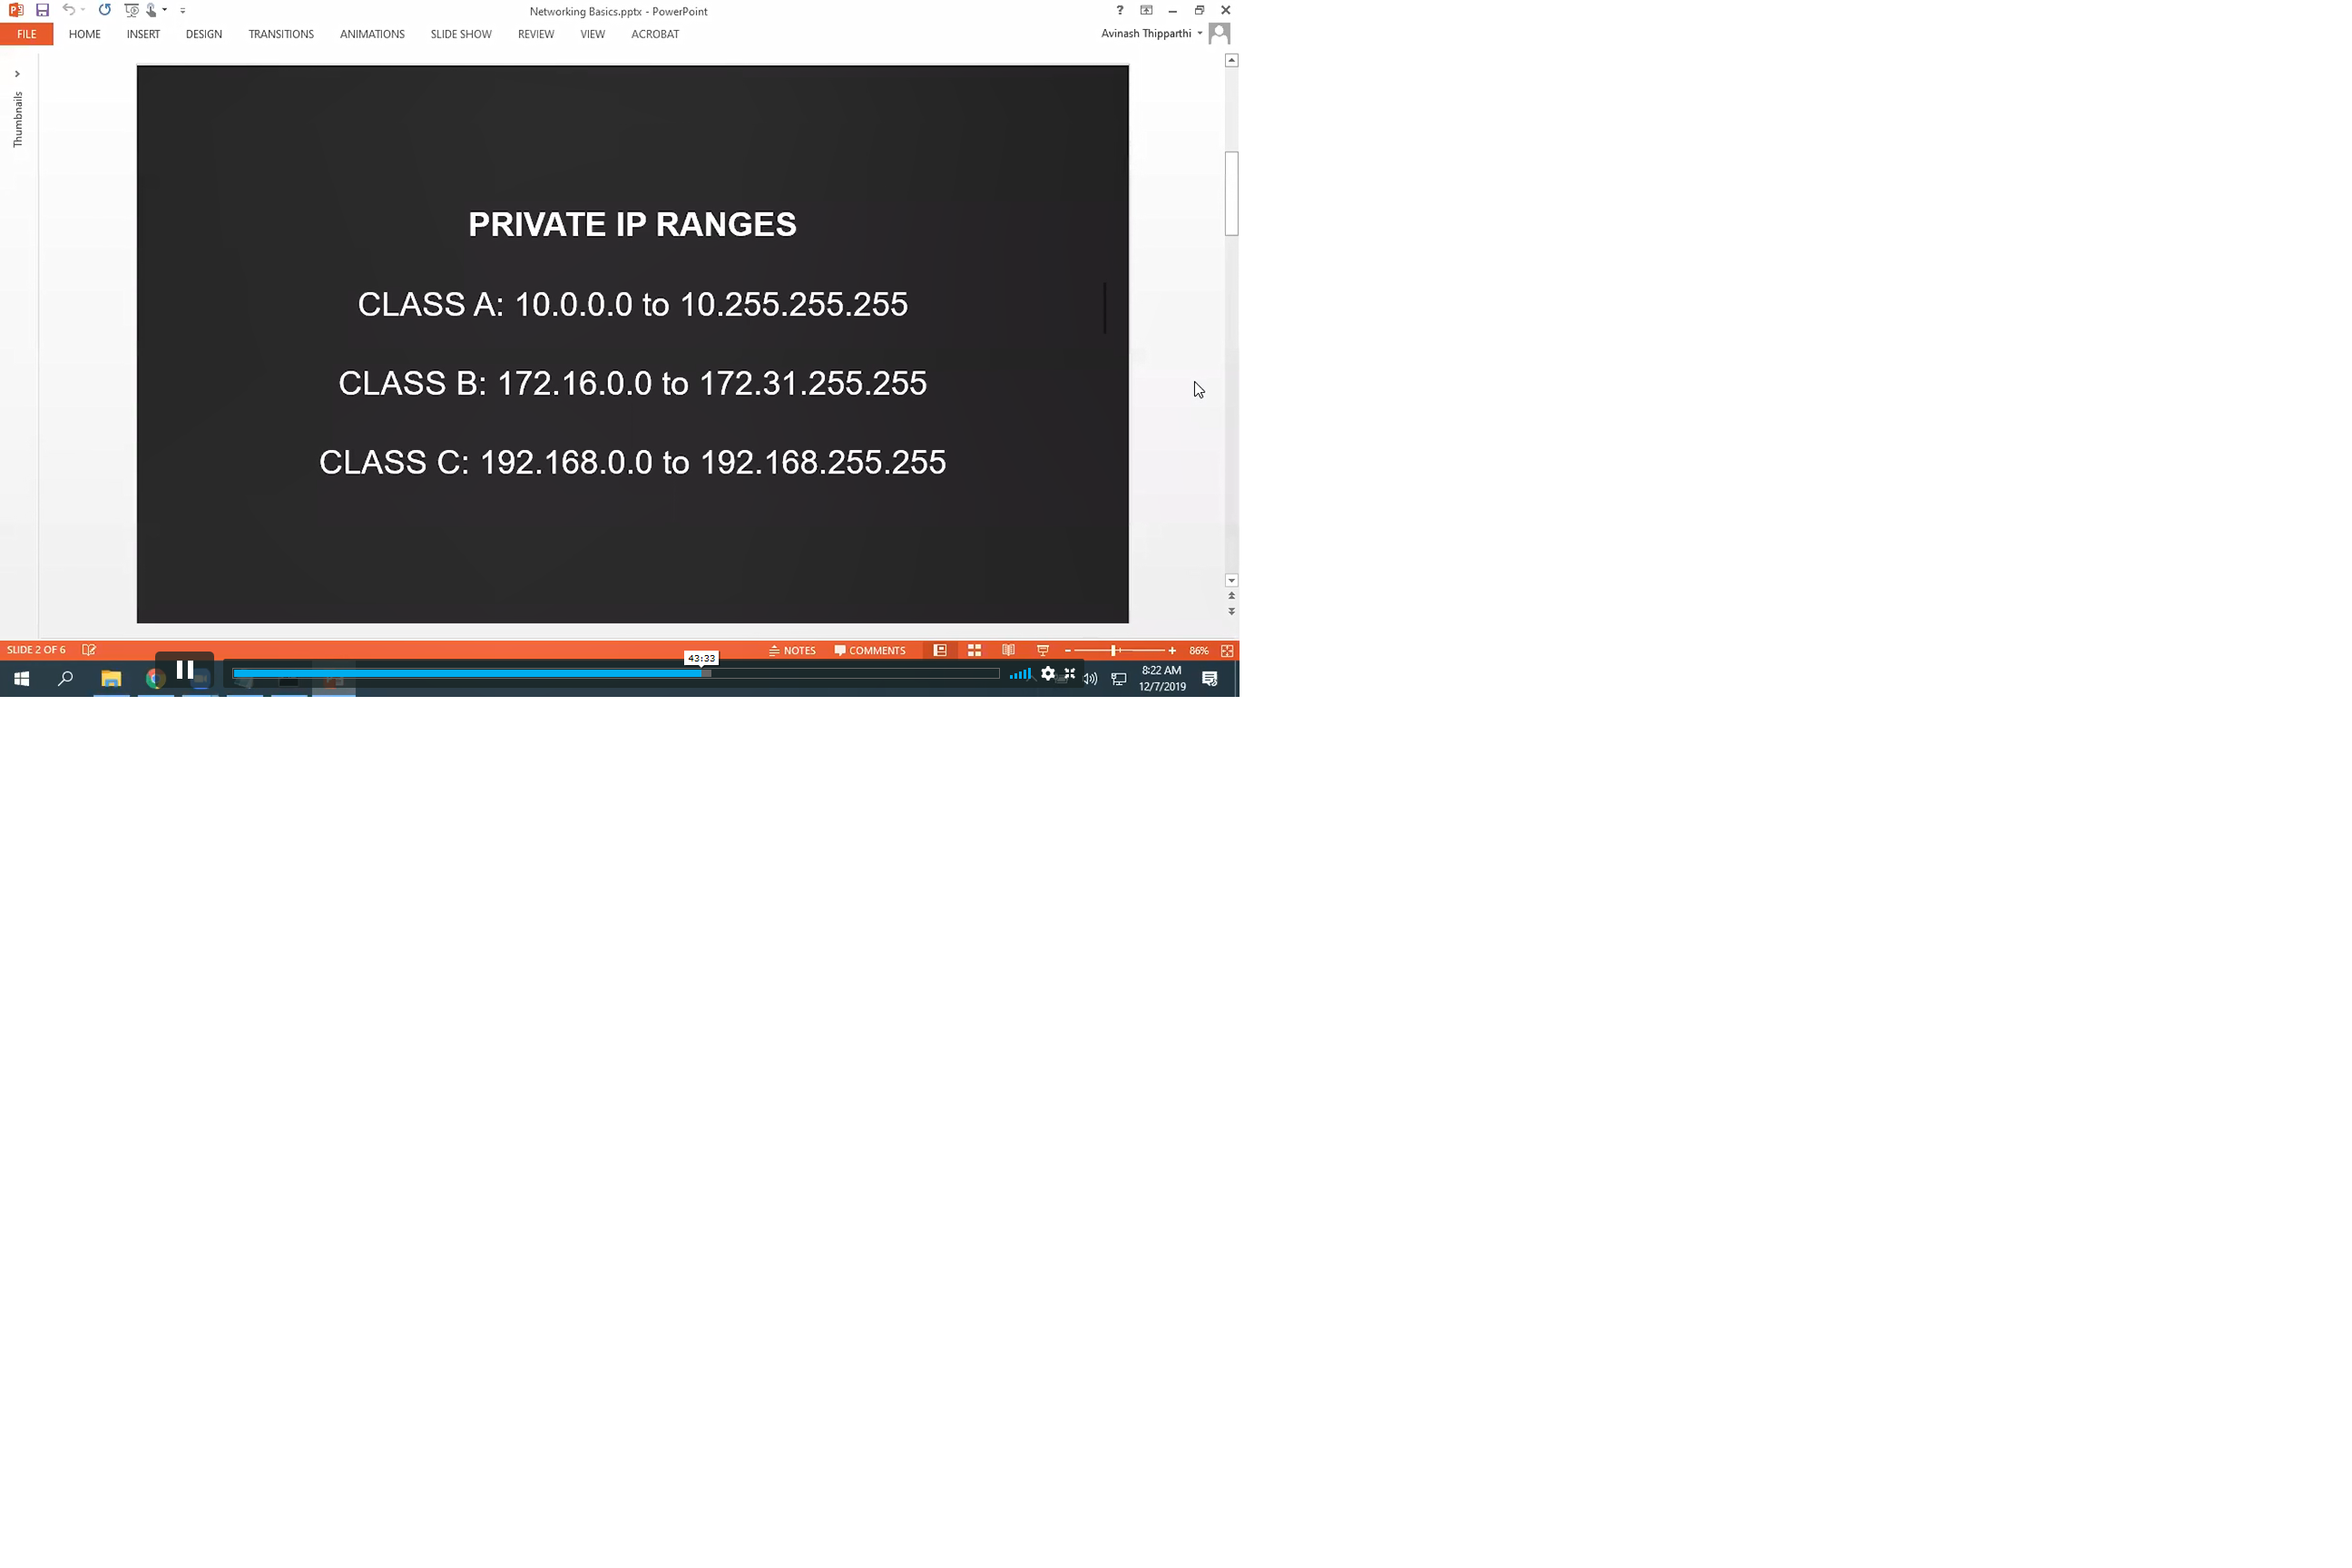 Networking Basics.pptx - PowerPoint
?
FILE HOME INSERT DESIGN TRANSITIONS ANIMATIONS SLIDE SHOW REVIEW VIEW ACROBAT
Avinash Thipparthi
Thumbnails
PRIVATE IP RANGES
CLASS A: 10.0.0.0 to 10.255.255.255
CLASS B: 172.16.0.0 to 172.31.255.255
CLASS C: 192.168.0.0 to 192.168.255.255
SLIDE 2 OF 6
NOTES COMMENTS 86%
43:33
8:22 AM
12/7/2019